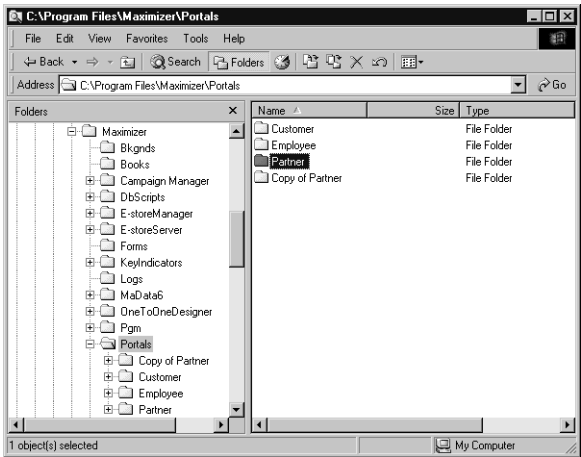 C:\Program Files\Maximizer\Portals
File Edit View Favorites Tools Help
Back Search Folders
Address C:\Program Files\Maximizer\Portals Go
Folders
Maximizer
Bkgnds
Books
Campaign Manager
DbScripts
E-storeManager
E-storeServer
Forms
KeyIndicators
Logs
MaData6
OneToOneDesigner
Pgm
Portals
Copy of Partner
Customer
Employee
Partner
Name Size Type
Customer File Folder
Employee File Folder
Partner File Folder
Copy of Partner File Folder
1 object(s) selected My Computer